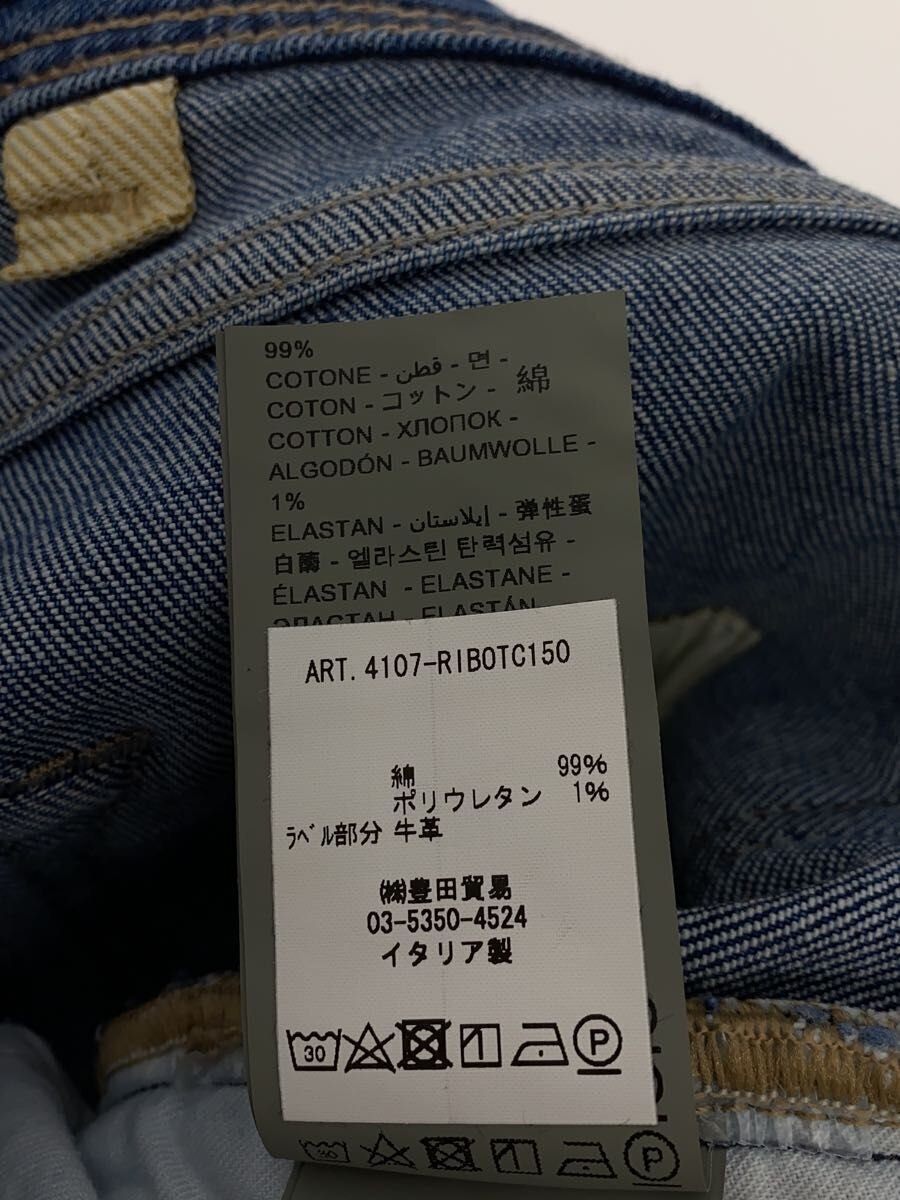 99%
COTONE - قطن - 면 -
COTON - コットン - 綿
COTTON - ХЛОПОК -
ALGODÓN - BAUMWOLLE -
1%
ELASTAN - إيلاستان - 弹性蛋
白
- 엘라스틴 탄력섬유 -
ÉLASTAN - ELASTANE -
ЭЛАСТАН - ELASTÁN
ART. 4107-RIBOTC150
綿 99%
ポリウレタン 1%
ﾗﾍﾞﾙ部分 牛革
㈱豊田貿易
03-5350-4524
イタリア製
30
P
30
P